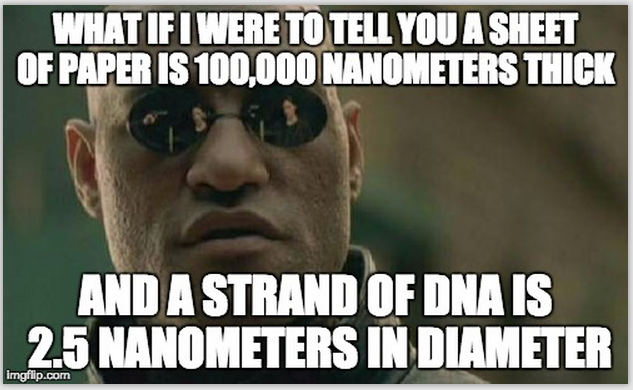 WHAT IF I WERE TO TELL YOU A SHEET
OF PAPER IS 100,000 NANOMETERS THICK
AND A STRAND OF DNA IS
2.5 NANOMETERS IN DIAMETER
imgflip.com